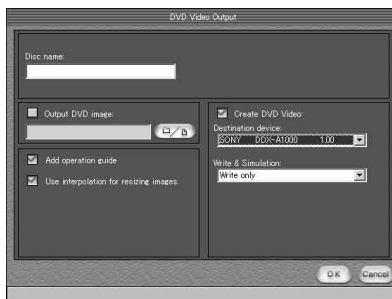 DVD Video Output
Disc name:
Output DVD image:
Add operation guide
Use interpolation for resizing images.
Create DVD Video
Destination device:
SONY DDX-A1000 1.00
Write & Simulation:
Write only
OK
Cancel